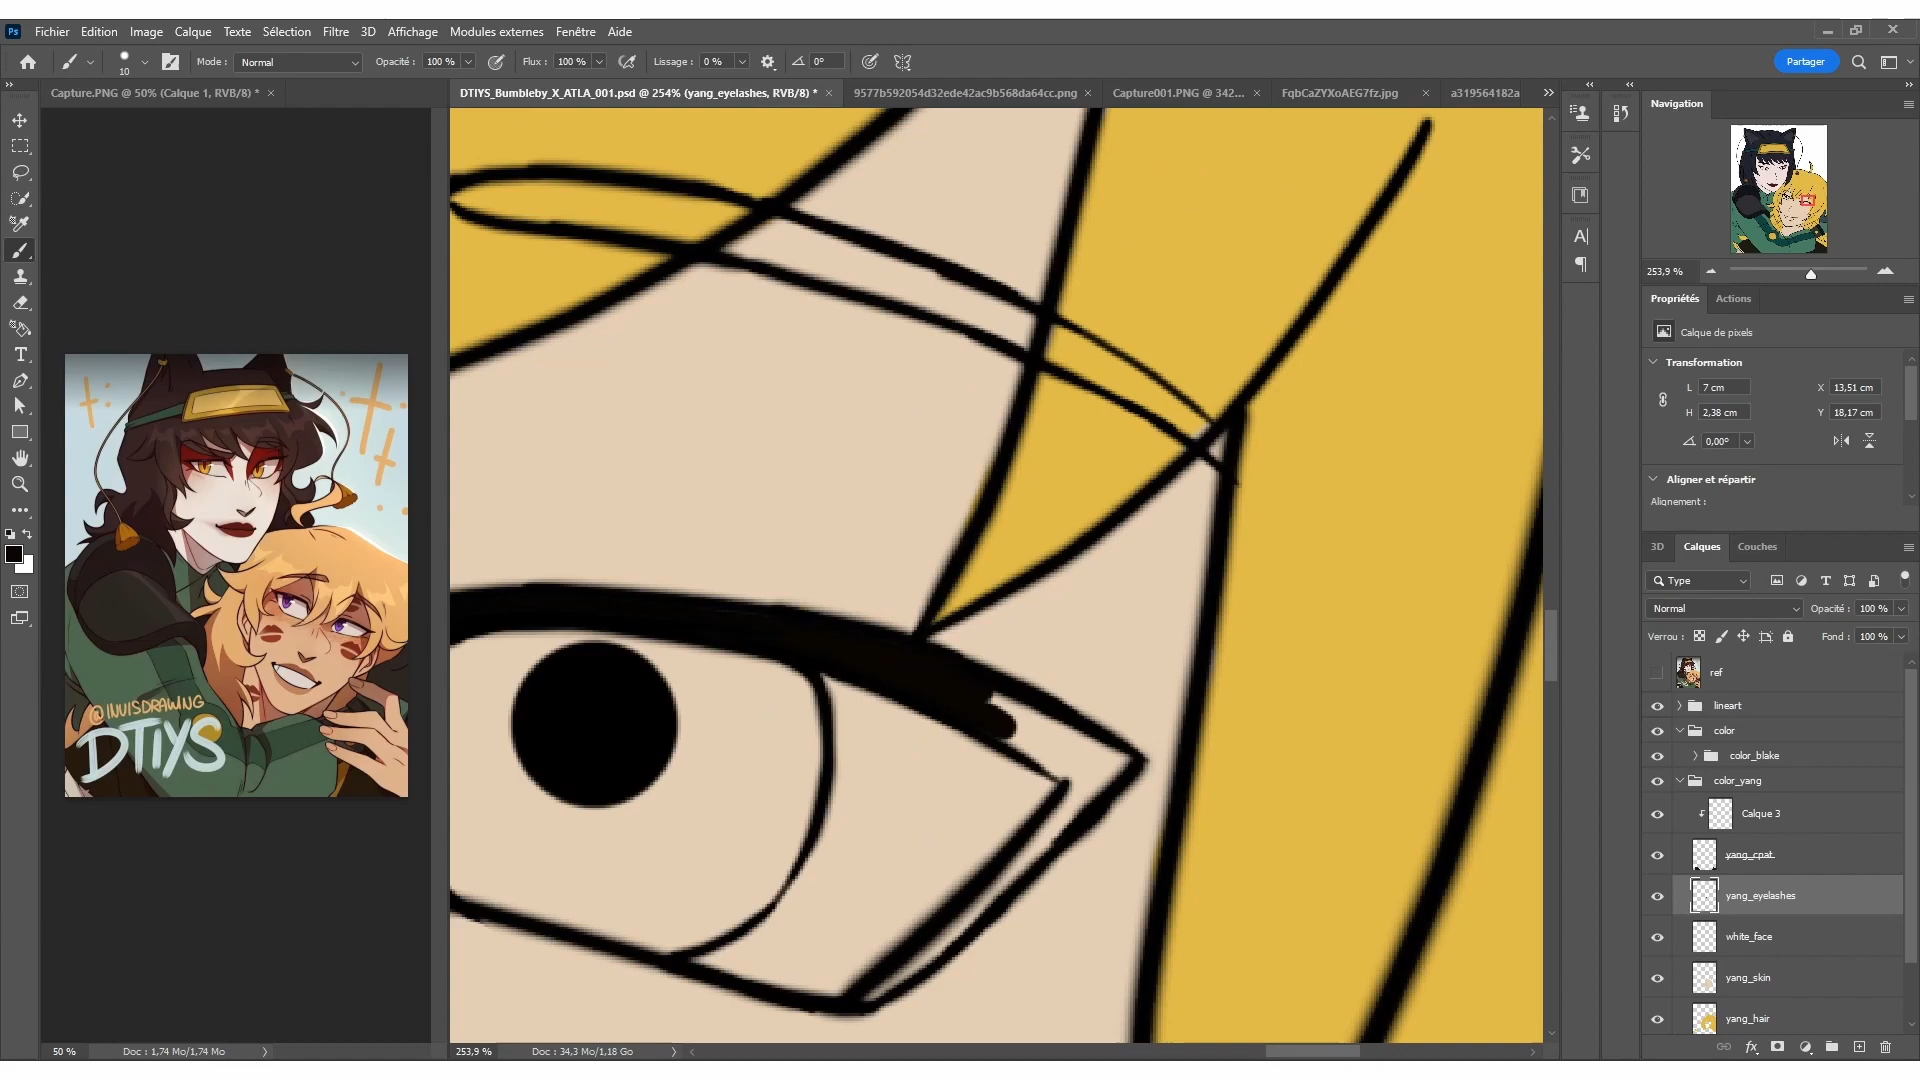 Ps Fichier Edition Image Calque Texte Sélection Filtre 3D Affichage Modules externes Fenêtre Aide
10 Mode : Normal Opacité : 100 % Flux : 100 % Lissage : 0 % 0° Partager
Capture.PNG @ 50% (Calque 1, RVB/8) *
DTIYS_Bumbleby_X_ATLA_001.psd @ 254% (yang_eyelashes, RVB/8) *
9577b592054d32ede42ac9b568da64cc.png
Capture001.PNG @ 342...
FqbCaZYXoAEG7fz.jpg
a319564182a
Navigation
253,9 %
Propriétés Actions
Calque de pixels
Transformation
L 7 cm X 13,51 cm
H 2,38 cm Y 18,17 cm
0,00°
Aligner et répartir
Alignement :
3D Calques Couches
Type
Normal Opacité : 100 %
Verrou : Fond : 100 %
ref
lineart
color
color_blake
color_yang
Calque 3
yang_cpat
yang_eyelashes
white_face
yang_skin
yang_hair
@INUISDRAWING
DTIYS
50 % Doc : 1,74 Mo/1,74 Mo
253,9 % Doc : 34,3 Mo/1,18 Go